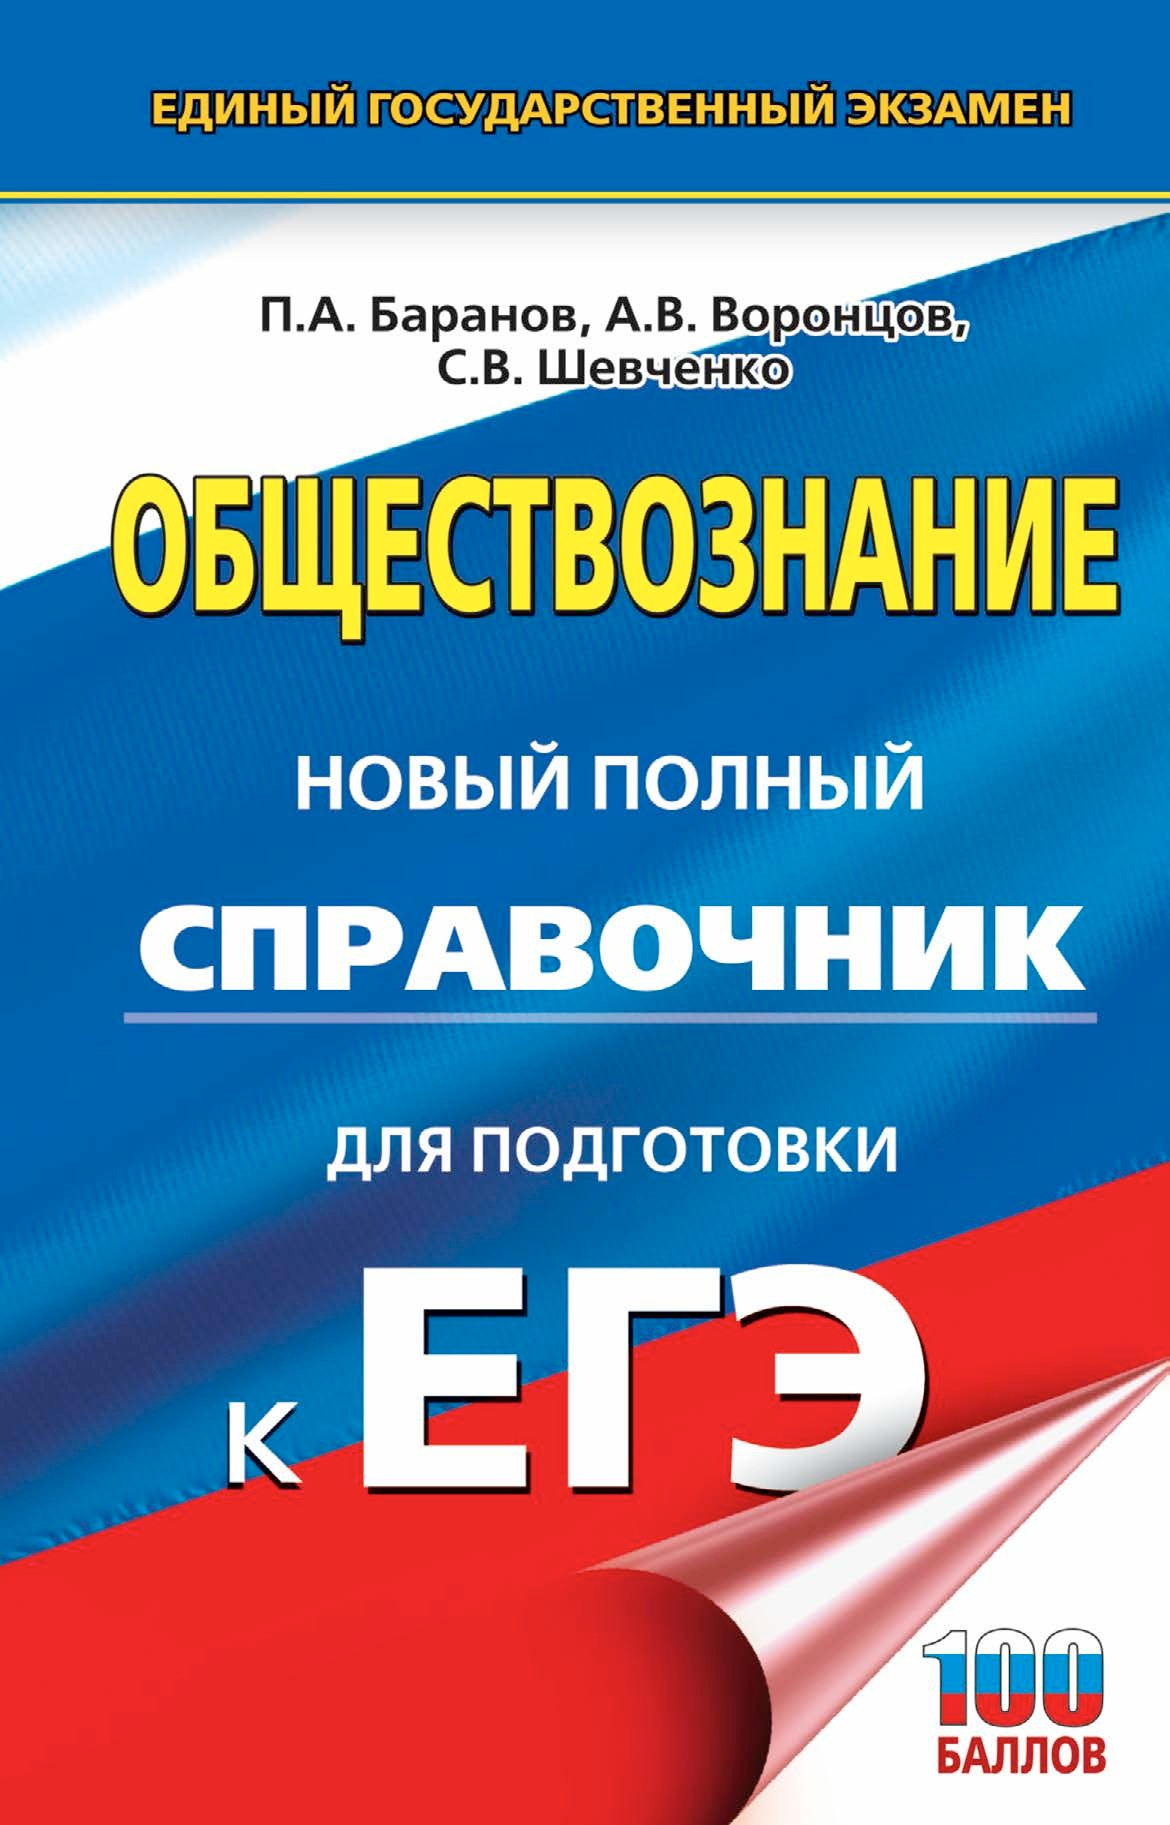 ЕДИНЫЙ ГОСУДАРСТВЕННЫЙ ЭКЗАМЕН
П.А. Баранов, А.В. Воронцов,
С.В. Шевченко
ОБЩЕСТВОЗНАНИЕ
НОВЫЙ ПОЛНЫЙ
СПРАВОЧНИК
ДЛЯ ПОДГОТОВКИ
К ЕГЭ
100
БАЛЛОВ